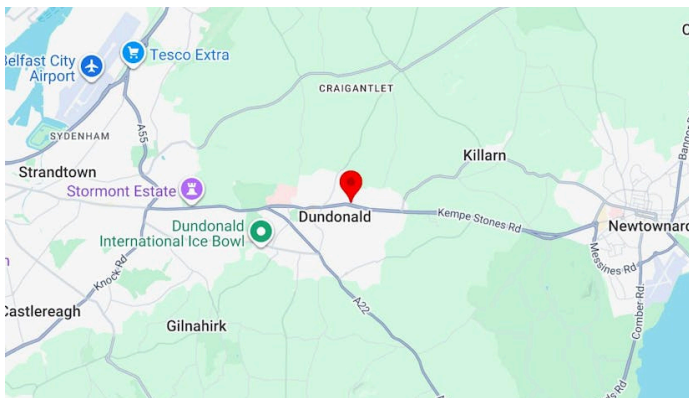 Belfast City
Airport
Tesco Extra
CRAIGANTLET
A55
SYDENHAM
Strandtown
Killarn
Stormont Estate
Dundonald
International Ice Bowl
Dundonald
Kempe Stones Rd
Newtownard
Messines Rd
Knock Rd
Castlereagh
Gilnahirk
A22
Comber Rd